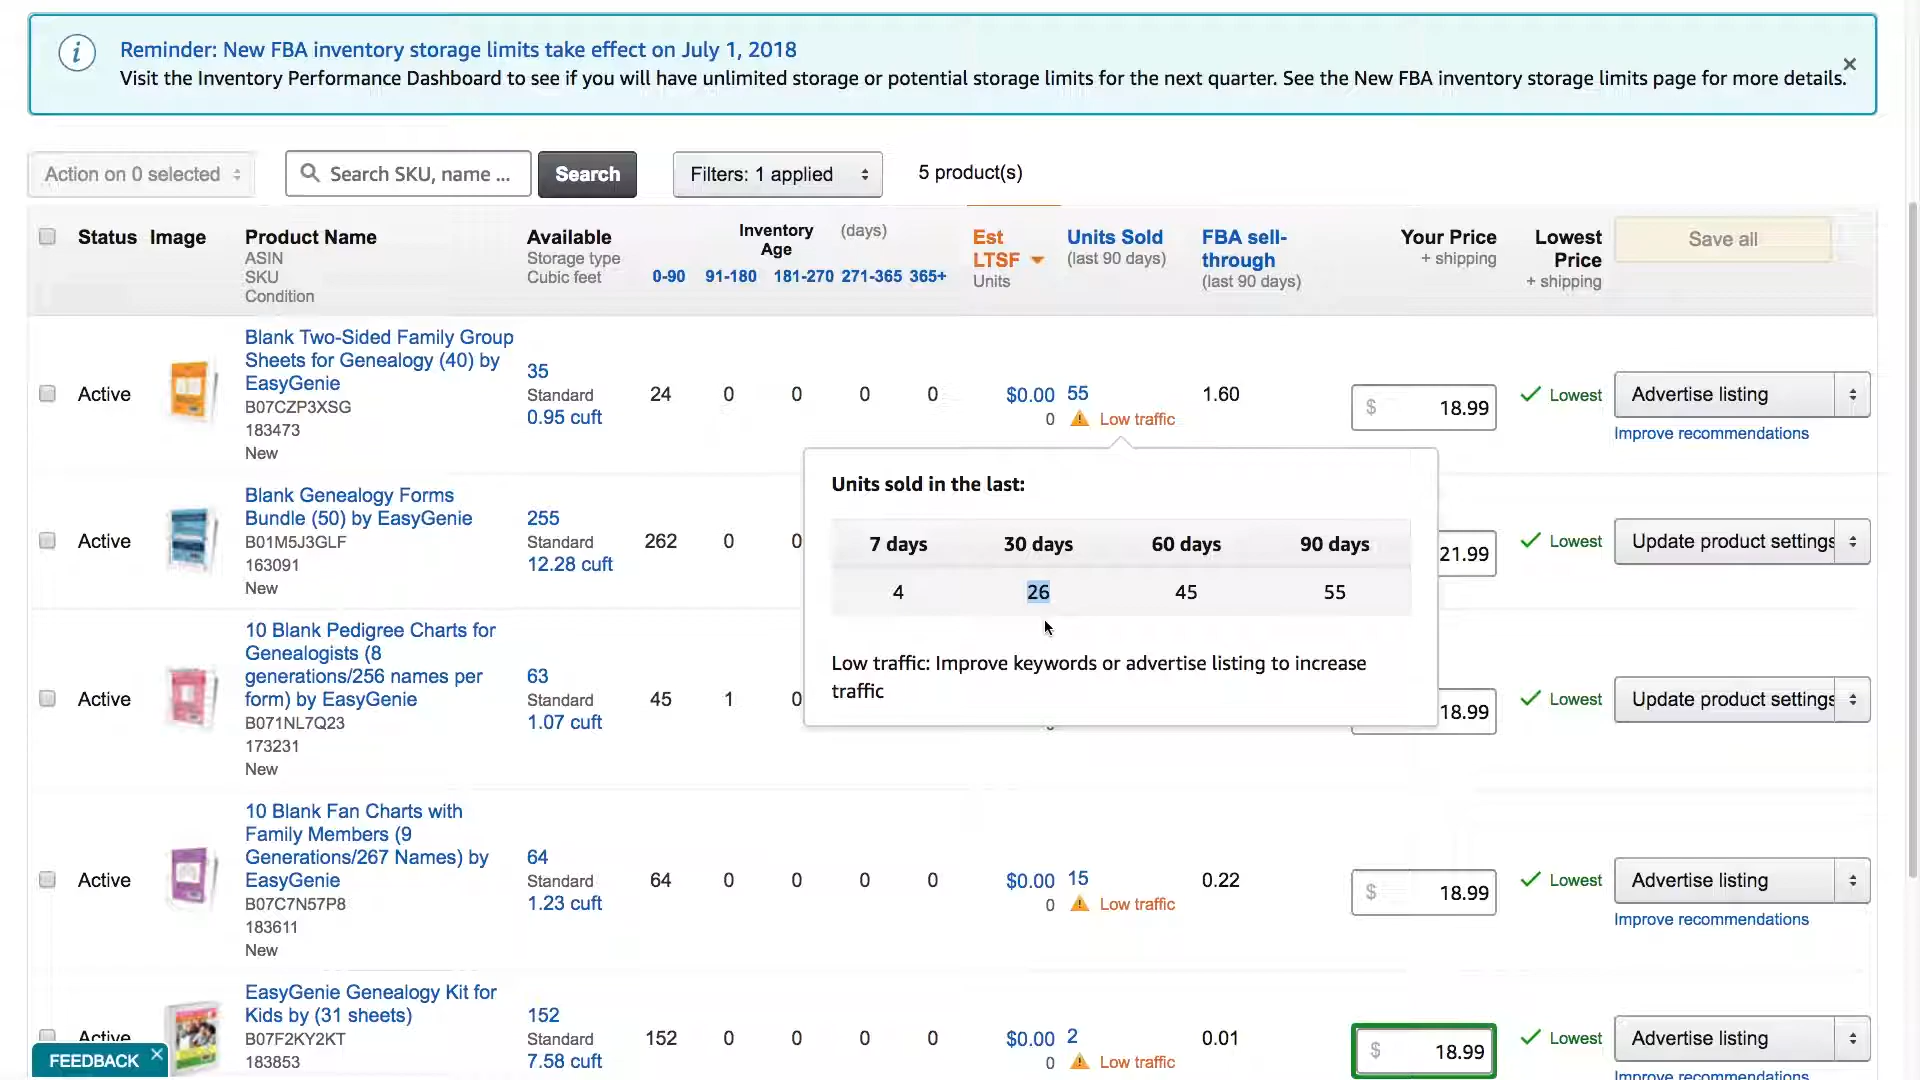 Reminder: New FBA inventory storage limits take effect on July 1, 2018
Visit the Inventory Performance Dashboard to see if you will have unlimited storage or potential storage limits for the next quarter. See the New FBA inventory storage limits page for more details.
Action on 0 selected
Search SKU, name ...
Search
Filters: 1 applied
5 product(s)
Status
Image
Product Name
ASIN
SKU
Condition
Available
Storage type
Cubic feet
Inventory Age (days)
0-90 91-180 181-270 271-365 365+
Est LTSF
Units
Units Sold
(last 90 days)
FBA sell-through
(last 90 days)
Your Price
+ shipping
Lowest Price
+ shipping
Save all
Active
Blank Two-Sided Family Group
Sheets for Genealogy (40) by
EasyGenie
B07CZP3XSG
183473
New
35
Standard
0.95 cuft
24 0 0 0 0
$0.00
0
55
Low traffic
1.60
$ 18.99
Lowest
Advertise listing
Improve recommendations
Units sold in the last:
7 days 30 days 60 days 90 days
4 26 45 55
Low traffic: Improve keywords or advertise listing to increase
traffic
Active
Blank Genealogy Forms
Bundle (50) by EasyGenie
B01M5J3GLF
163091
New
255
Standard
12.28 cuft
262 0 0
21.99
Lowest
Update product settings
Active
10 Blank Pedigree Charts for
Genealogists (8
generations/256 names per
form) by EasyGenie
B071NL7Q23
173231
New
63
Standard
1.07 cuft
45 1 0
18.99
Lowest
Update product settings
Active
10 Blank Fan Charts with
Family Members (9
Generations/267 Names) by
EasyGenie
B07C7N57P8
183611
New
64
Standard
1.23 cuft
64 0 0 0 0
$0.00
0
15
Low traffic
0.22
$ 18.99
Lowest
Advertise listing
Improve recommendations
Active
EasyGenie Genealogy Kit for
Kids by (31 sheets)
B07F2KY2KT
183853
152
Standard
7.58 cuft
152 0 0 0 0
$0.00
0
2
Low traffic
0.01
$ 18.99
Lowest
Advertise listing
Improve recommendations
FEEDBACK